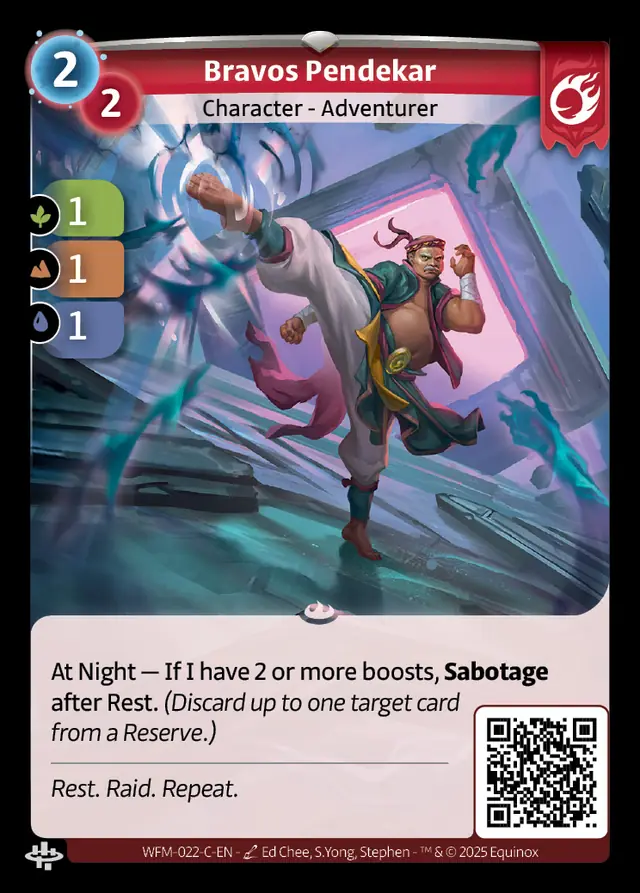 2
2
Bravos Pendekar
Character - Adventurer
1
1
1
At Night — If I have 2 or more boosts, Sabotage
after Rest. (Discard up to one target card
from a Reserve.)
Rest. Raid. Repeat.
WFM-022-C-EN - Ed Chee, S.Yong, Stephen - ™ & © 2025 Equinox